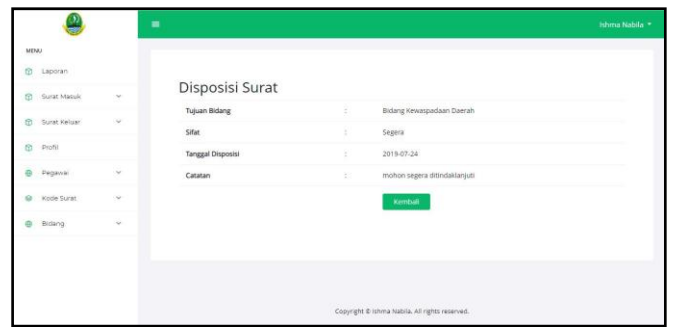 Ishma Nabila
MENU
Laporan
Surat Masuk
Surat Keluar
Profil
Pegawai
Kode Surat
Bidang
Disposisi Surat
Tujuan Bidang : Bidang Kewaspadaan Daerah
Sifat : Segera
Tanggal Disposisi : 2019-07-24
Catatan : mohon segera ditindaklanjuti
Kembali
Copyright © Ishma Nabila. All rights reserved.